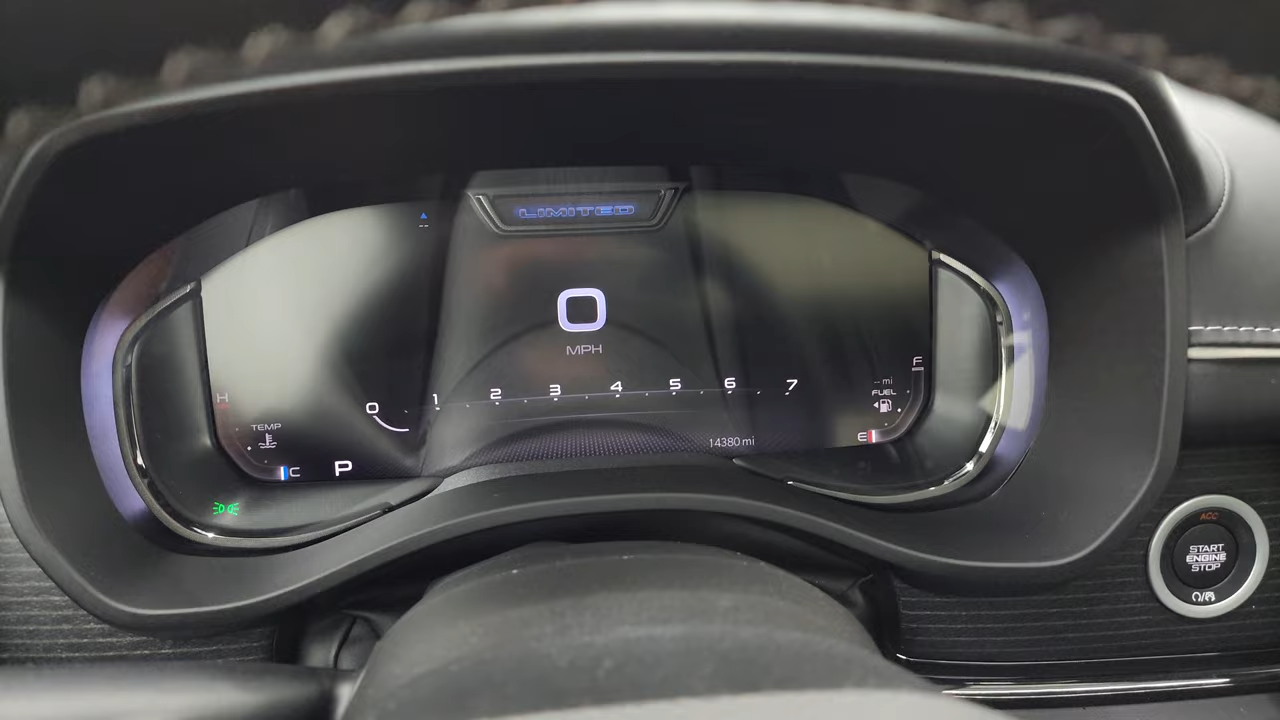 LIMITED
--
0
MPH
0 1 2 3 4 5 6 7
H
TEMP
C
P
14380 mi
F
-- mi
FUEL
E
ACC
START
ENGINE
STOP